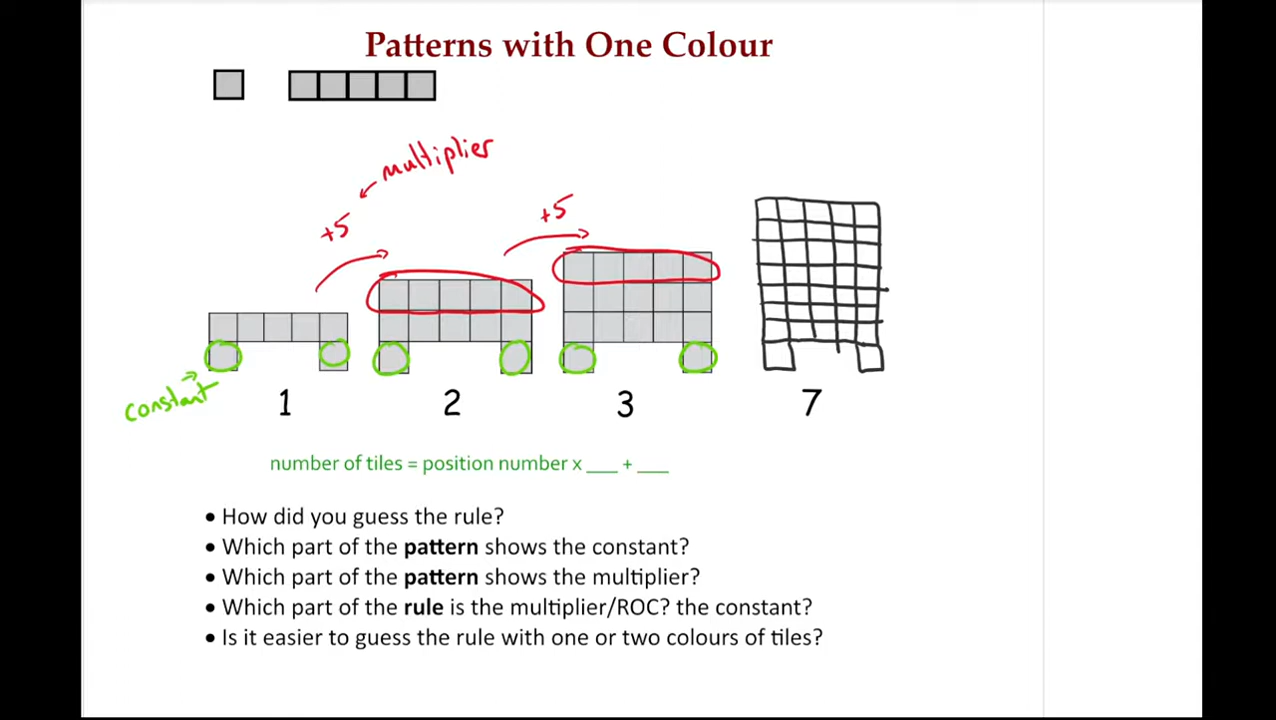 Patterns with One Colour
multiplier
+5
+5
constant
1 2 3 7
number of tiles = position number x ___ + ___
• How did you guess the rule?
• Which part of the pattern shows the constant?
• Which part of the pattern shows the multiplier?
• Which part of the rule is the multiplier/ROC? the constant?
• Is it easier to guess the rule with one or two colours of tiles?